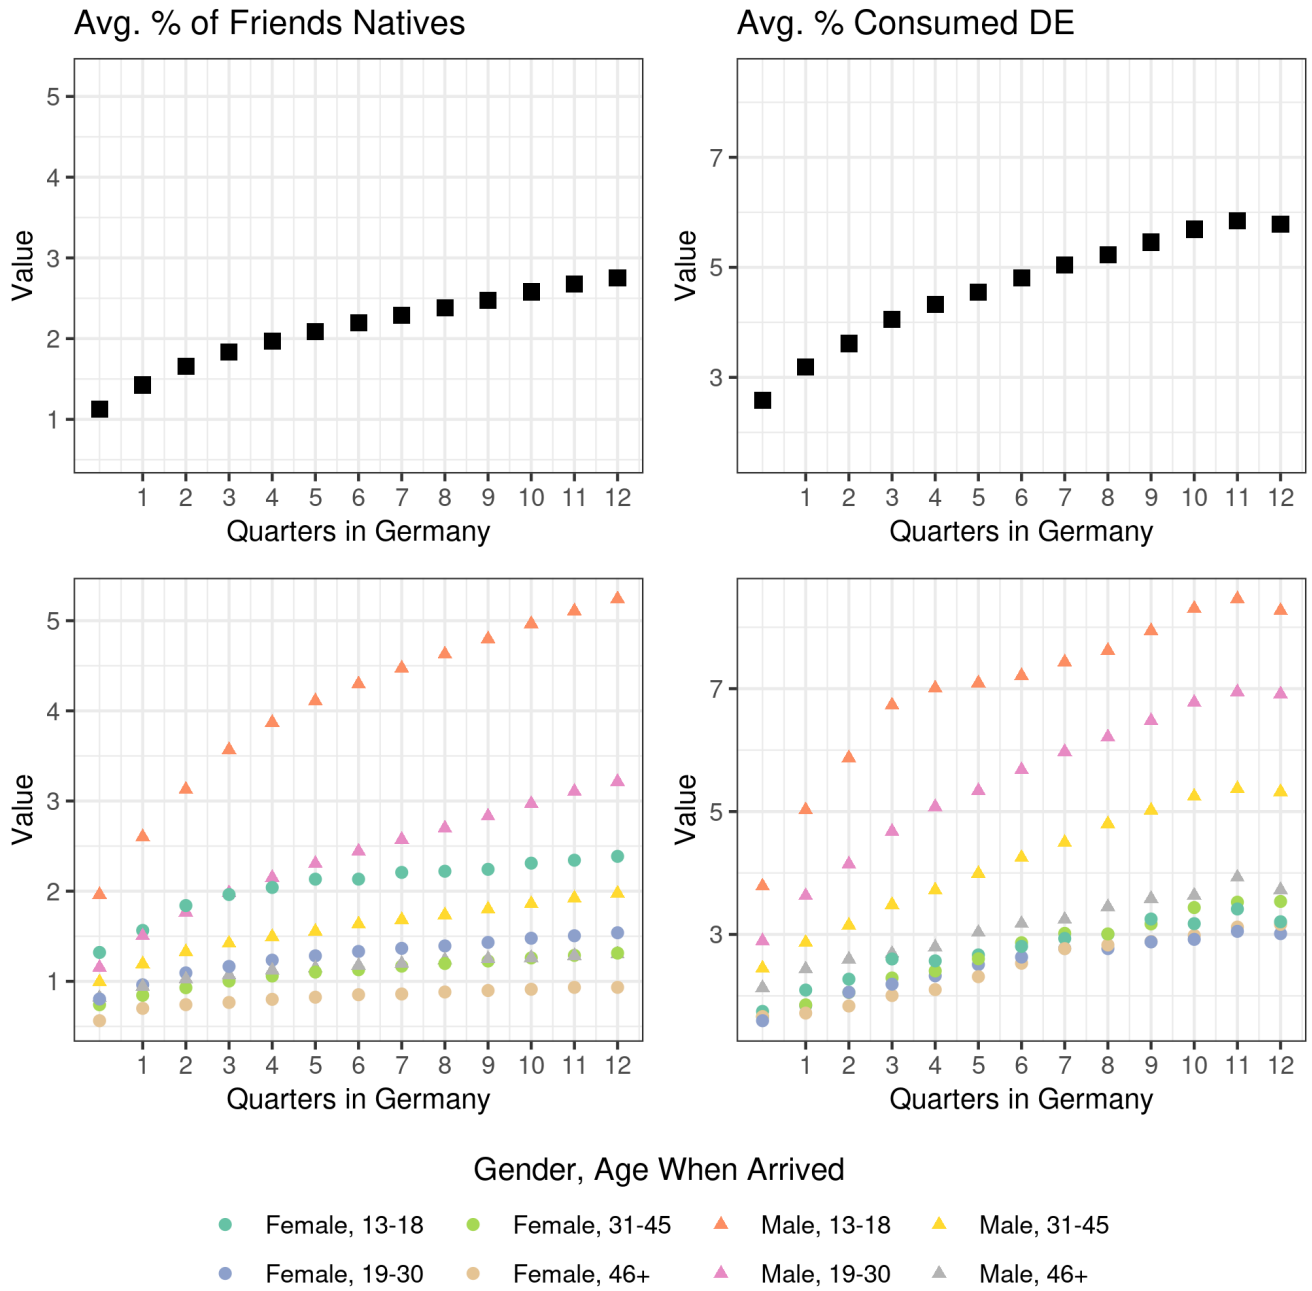 Avg. % of Friends Natives
Avg. % Consumed DE
Value
5
4
3
2
1
1 2 3 4 5 6 7 8 9 10 11 12
Quarters in Germany
Value
7
5
3
1 2 3 4 5 6 7 8 9 10 11 12
Quarters in Germany
Value
5
4
3
2
1
1 2 3 4 5 6 7 8 9 10 11 12
Quarters in Germany
Value
7
5
3
1 2 3 4 5 6 7 8 9 10 11 12
Quarters in Germany
Gender, Age When Arrived
Female, 13-18 Female, 31-45 Male, 13-18 Male, 31-45
Female, 19-30 Female, 46+ Male, 19-30 Male, 46+